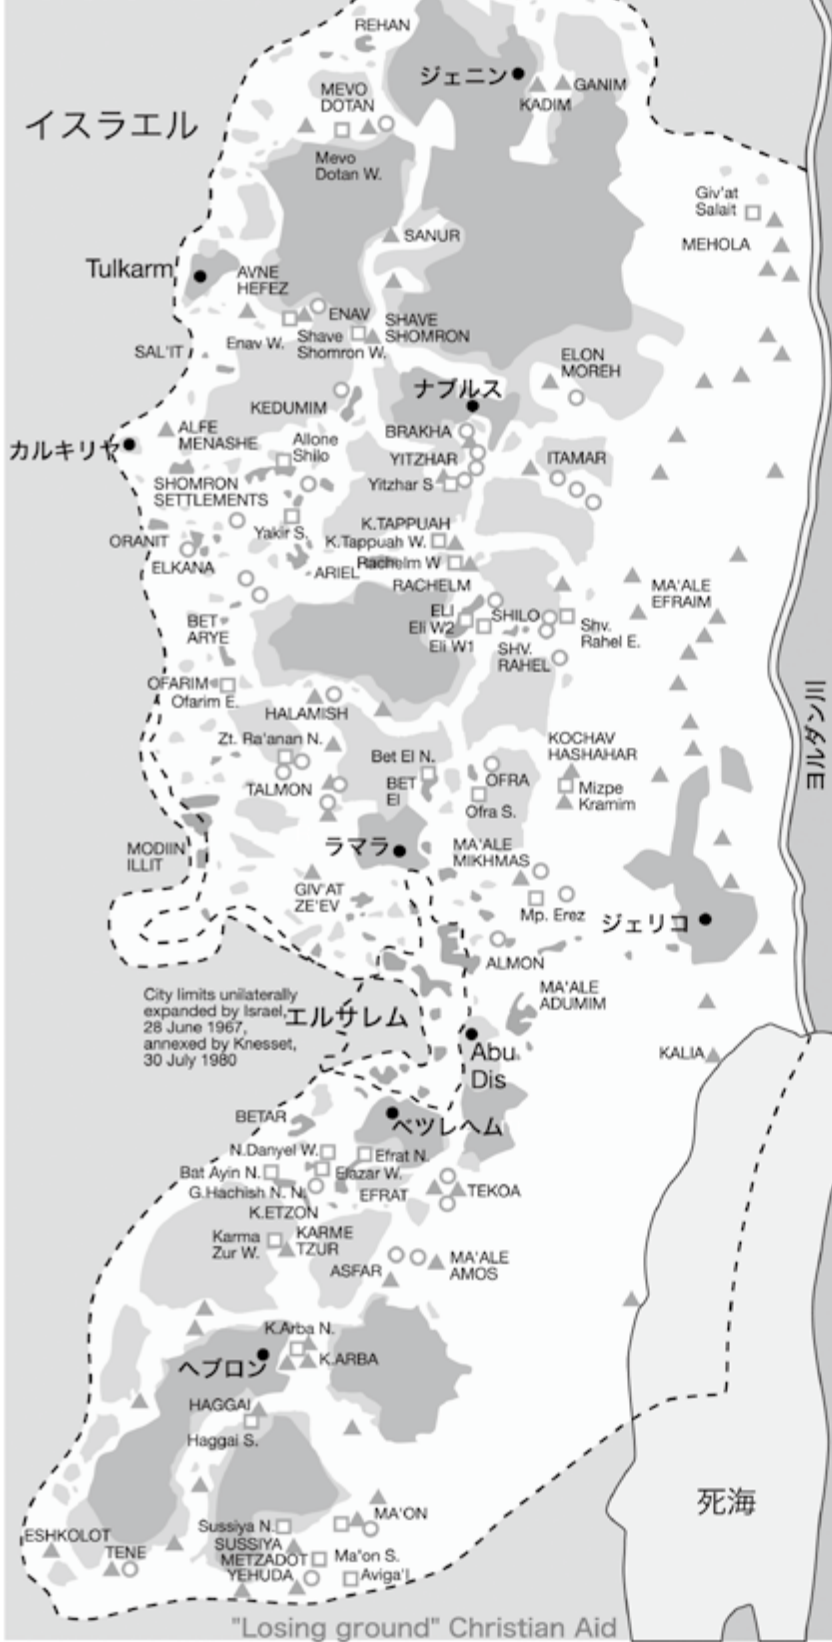 REHAN
ジェニン
GANIM
KADIM
MEVO
DOTAN
イスラエル
Mevo
Dotan W.
Giv'at
Salait
SANUR
MEHOLA
Tulkarm
AVNE
HEFEZ
ENAV
Enav W.
Shave
Shomron W.
SHAVE
SHOMRON
SAL'IT
ELON
MOREH
ナブルス
KEDUMIM
ALFE
MENASHE
BRAKHA
カルキリヤ
Allone
Shilo
YITZHAR
ITAMAR
SHOMRON
SETTLEMENTS
Yitzhar S
Yakir S.
K.TAPPUAH
ORANIT
K.Tappuah W.
ELKANA
ARIEL
Rachelm W
RACHELM
MA'ALE
EFRAIM
BET
ARYE
ELI
Eli W2
SHILO
Eli W1
Shv.
Rahel E.
SHV.
RAHEL
OFARIM
Ofarim E.
ヨルダン川
HALAMISH
Zt. Ra'anan N.
Bet El N.
KOCHAV
HASHAHAR
TALMON
BET
El
OFRA
Mizpe
Kramim
Ofra S.
MODIIN
ILLIT
ラマラ
MA'ALE
MIKHMAS
GIV'AT
ZE'EV
Mp. Erez
ジェリコ
ALMON
City limits unilaterally
expanded by Israel,
28 June 1967,
annexed by Knesset,
30 July 1980
エルサレム
MA'ALE
ADUMIM
Abu
Dis
KALIA
BETAR
ベツレヘム
N.Danyel W.
Efrat N.
Bat Ayin N.
Elazar W.
G.Hachish N. N.
EFRAT
TEKOA
K.ETZON
Karma
Zur W.
KARME
TZUR
ASFAR
MA'ALE
AMOS
K.Arba N.
ヘブロン
K.ARBA
HAGGAI
Haggai S.
死海
MA'ON
Sussiya N.
ESHKOLOT
SUSSIYA
TENE
METZADOT
YEHUDA
Ma'on S.
Aviga'l
"Losing ground" Christian Aid